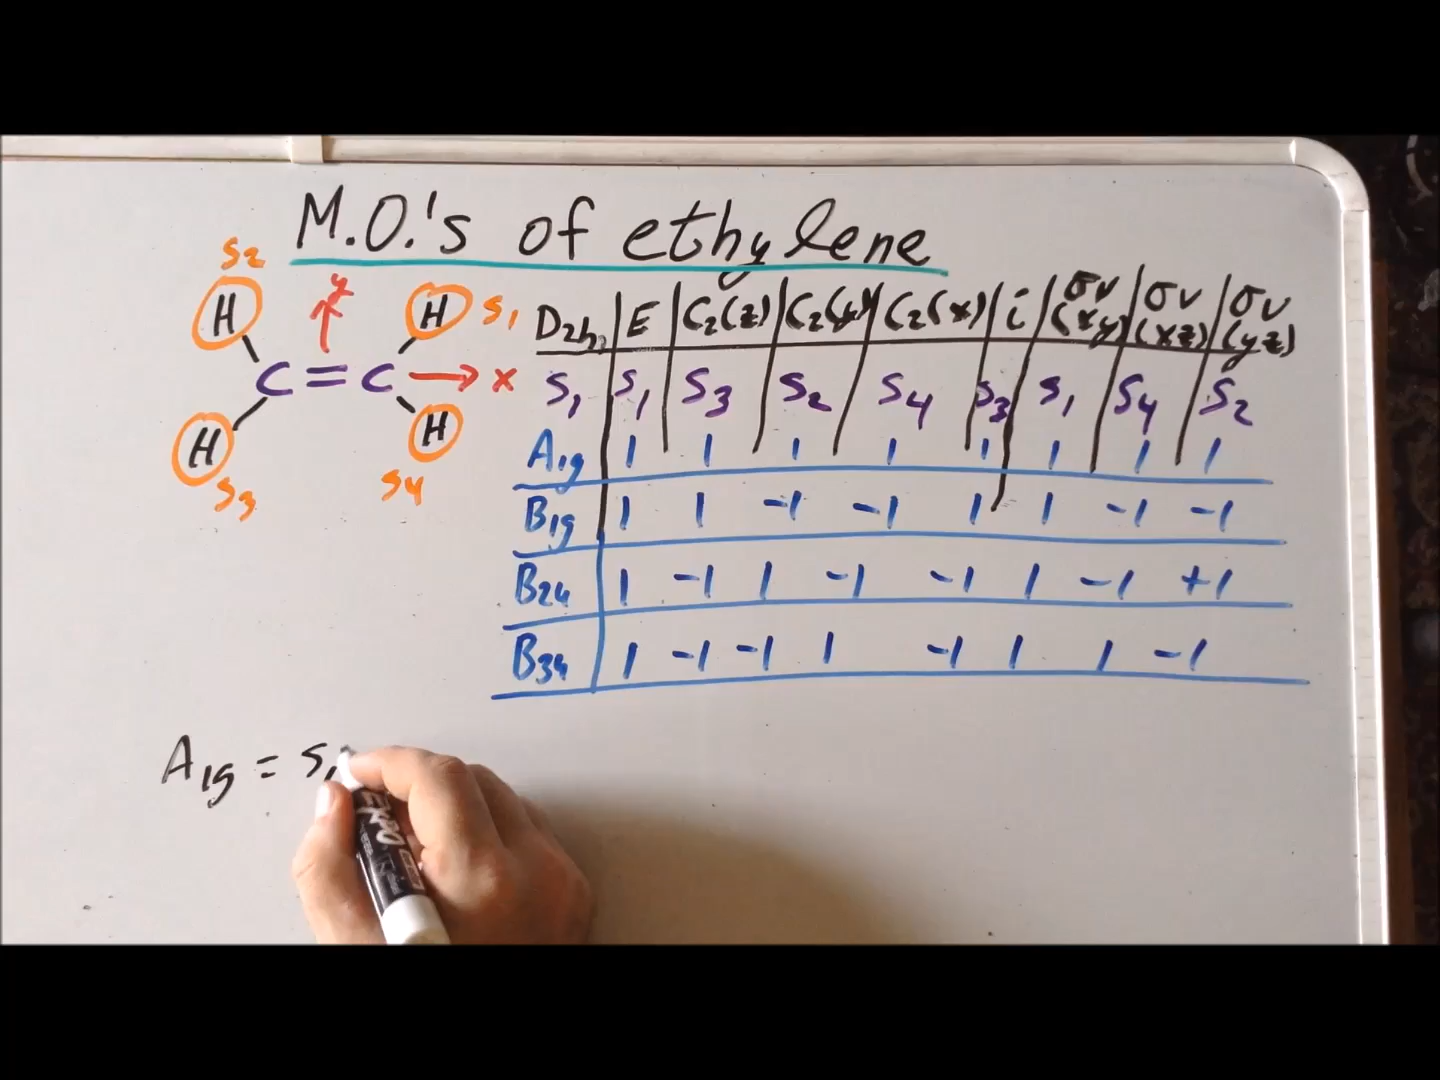 M.O.'s of ethylene
S2
y
H H S1
C = C → x
H H
S3 S4
D2h E C2(z) C2(y) C2(x) i σv (xy) σv (xz) σv (yz)
S1 S1 S3 S2 S4 S3 S1 S4 S2
A1g 1 1 1 1 1 1 1 1
B1g 1 1 -1 -1 1 1 -1 -1
B2u 1 -1 1 -1 -1 1 -1 +1
B3u 1 -1 -1 1 -1 1 1 -1
A1g = S1
EXPO